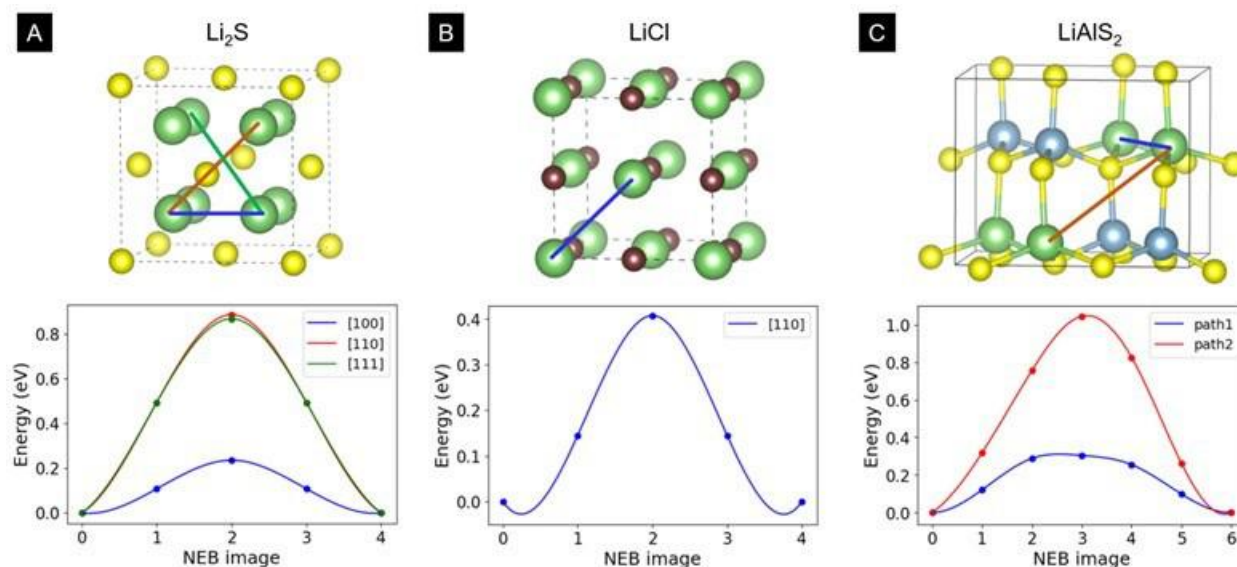 A
Li₂S
B
LiCl
C
LiAlS₂
Energy (eV)
0.8
0.6
0.4
0.2
0.0
[100]
[110]
[111]
0 1 2 3 4
NEB image
Energy (eV)
0.4
0.3
0.2
0.1
0.0
[110]
0 1 2 3 4
NEB image
Energy (eV)
1.0
0.8
0.6
0.4
0.2
0.0
path1
path2
0 1 2 3 4 5 6
NEB image